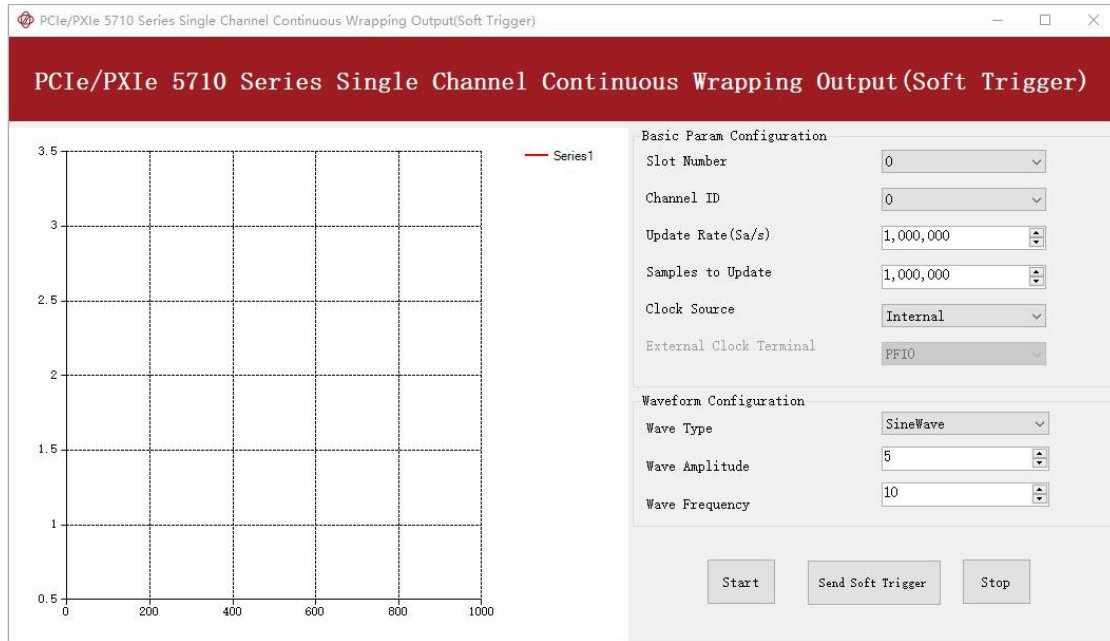 PCIe/PXIe 5710 Series Single Channel Continuous Wrapping Output(Soft Trigger)
PCIe/PXIe 5710 Series Single Channel Continuous Wrapping Output(Soft Trigger)
3.5
3
2.5
2
1.5
1
0.5
0 200 400 600 800 1000
Series1
Basic Param Configuration
Slot Number 0
Channel ID 0
Update Rate(Sa/s) 1,000,000
Samples to Update 1,000,000
Clock Source Internal
External Clock Terminal PFI0
Waveform Configuration
Wave Type SineWave
Wave Amplitude 5
Wave Frequency 10
Start Send Soft Trigger Stop